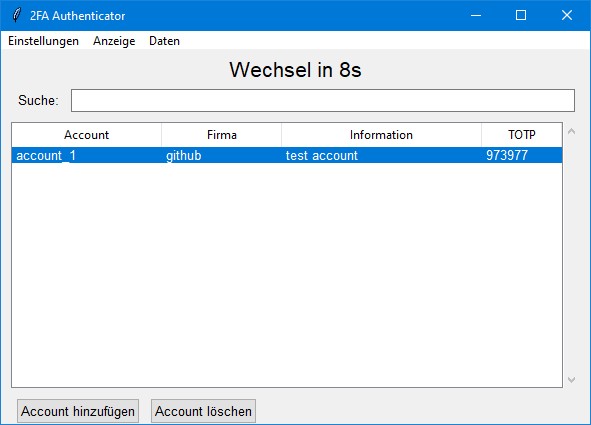 2FA Authenticator
Einstellungen Anzeige Daten
Wechsel in 8s
Suche:
Account Firma Information TOTP
account_1 github test account 973977
Account hinzufügen Account löschen